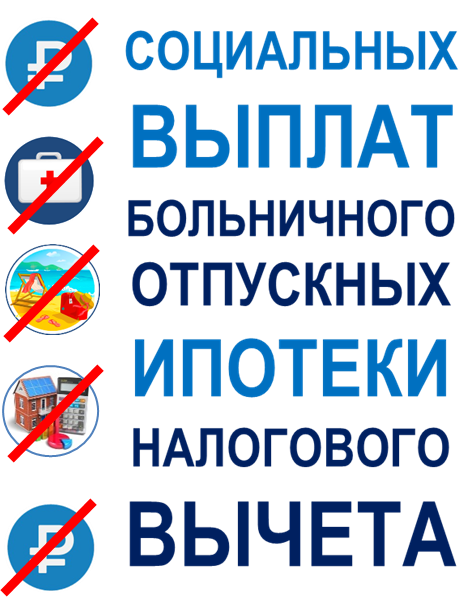 СОЦИАЛЬНЫХ
ВЫПЛАТ
БОЛЬНИЧНОГО
ОТПУСКНЫХ
ИПОТЕКИ
НАЛОГОВОГО
ВЫЧЕТА